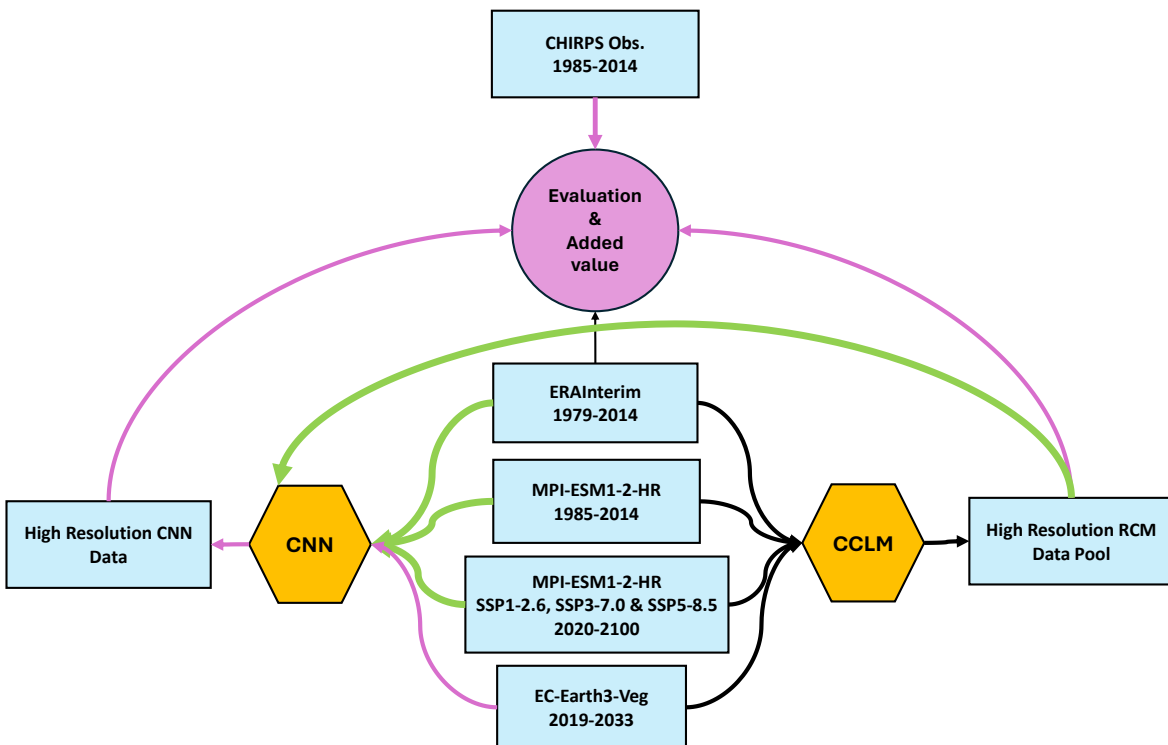 CHIRPS Obs.
1985-2014
Evaluation
&
Added
value
ERAInterim
1979-2014
MPI-ESM1-2-HR
1985-2014
High Resolution CNN
Data
CNN
CCLM
High Resolution RCM
Data Pool
MPI-ESM1-2-HR
SSP1-2.6, SSP3-7.0 & SSP5-8.5
2020-2100
EC-Earth3-Veg
2019-2033